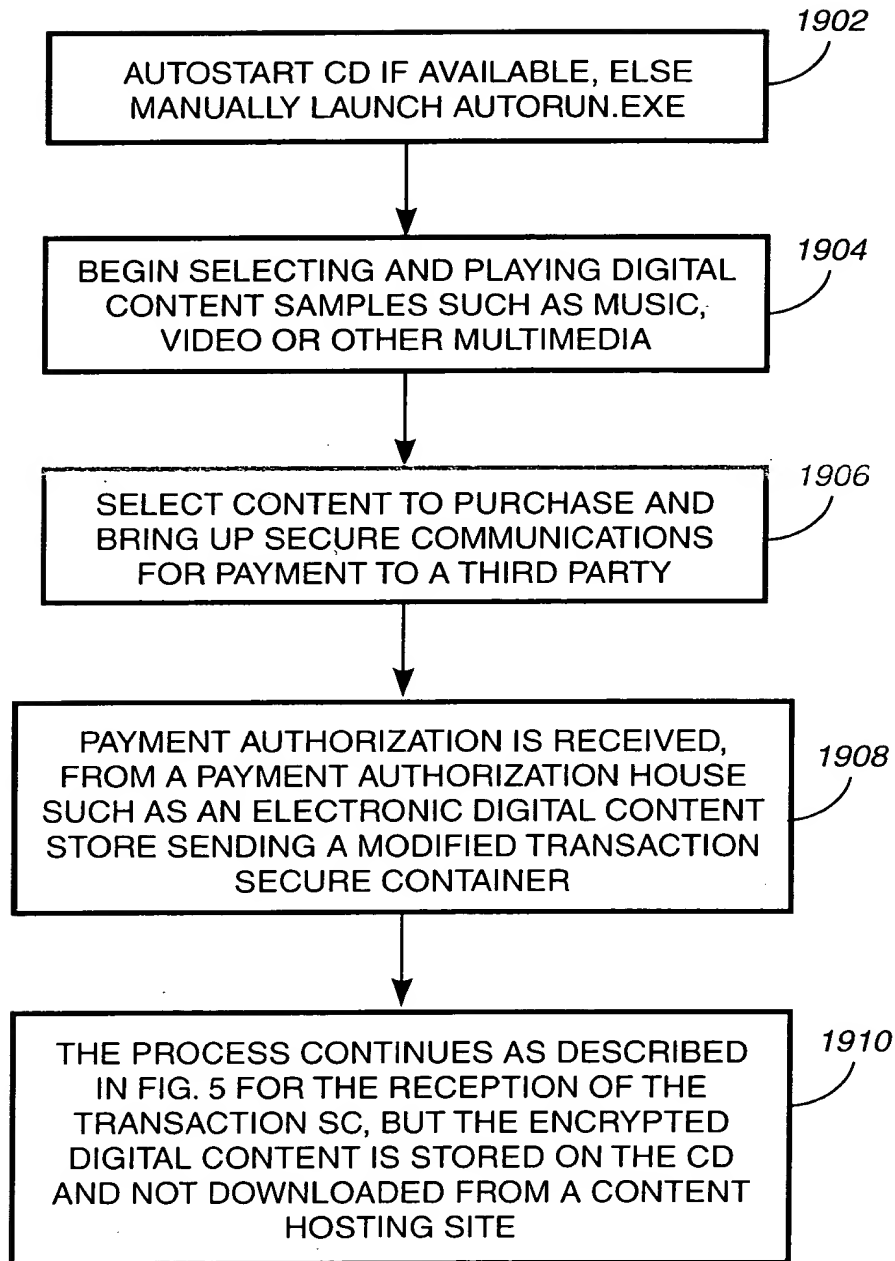 1902
AUTOSTART CD IF AVAILABLE, ELSE
MANUALLY LAUNCH AUTORUN.EXE
1904
BEGIN SELECTING AND PLAYING DIGITAL
CONTENT SAMPLES SUCH AS MUSIC,
VIDEO OR OTHER MULTIMEDIA
1906
SELECT CONTENT TO PURCHASE AND
BRING UP SECURE COMMUNICATIONS
FOR PAYMENT TO A THIRD PARTY
1908
PAYMENT AUTHORIZATION IS RECEIVED,
FROM A PAYMENT AUTHORIZATION HOUSE
SUCH AS AN ELECTRONIC DIGITAL CONTENT
STORE SENDING A MODIFIED TRANSACTION
SECURE CONTAINER
1910
THE PROCESS CONTINUES AS DESCRIBED
IN FIG. 5 FOR THE RECEPTION OF THE
TRANSACTION SC, BUT THE ENCRYPTED
DIGITAL CONTENT IS STORED ON THE CD
AND NOT DOWNLOADED FROM A CONTENT
HOSTING SITE